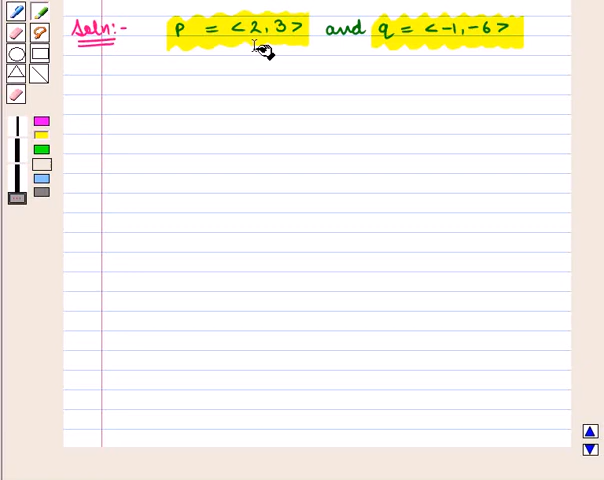 Soln:- p = < 2, 3 > and q = < -1, -6 >